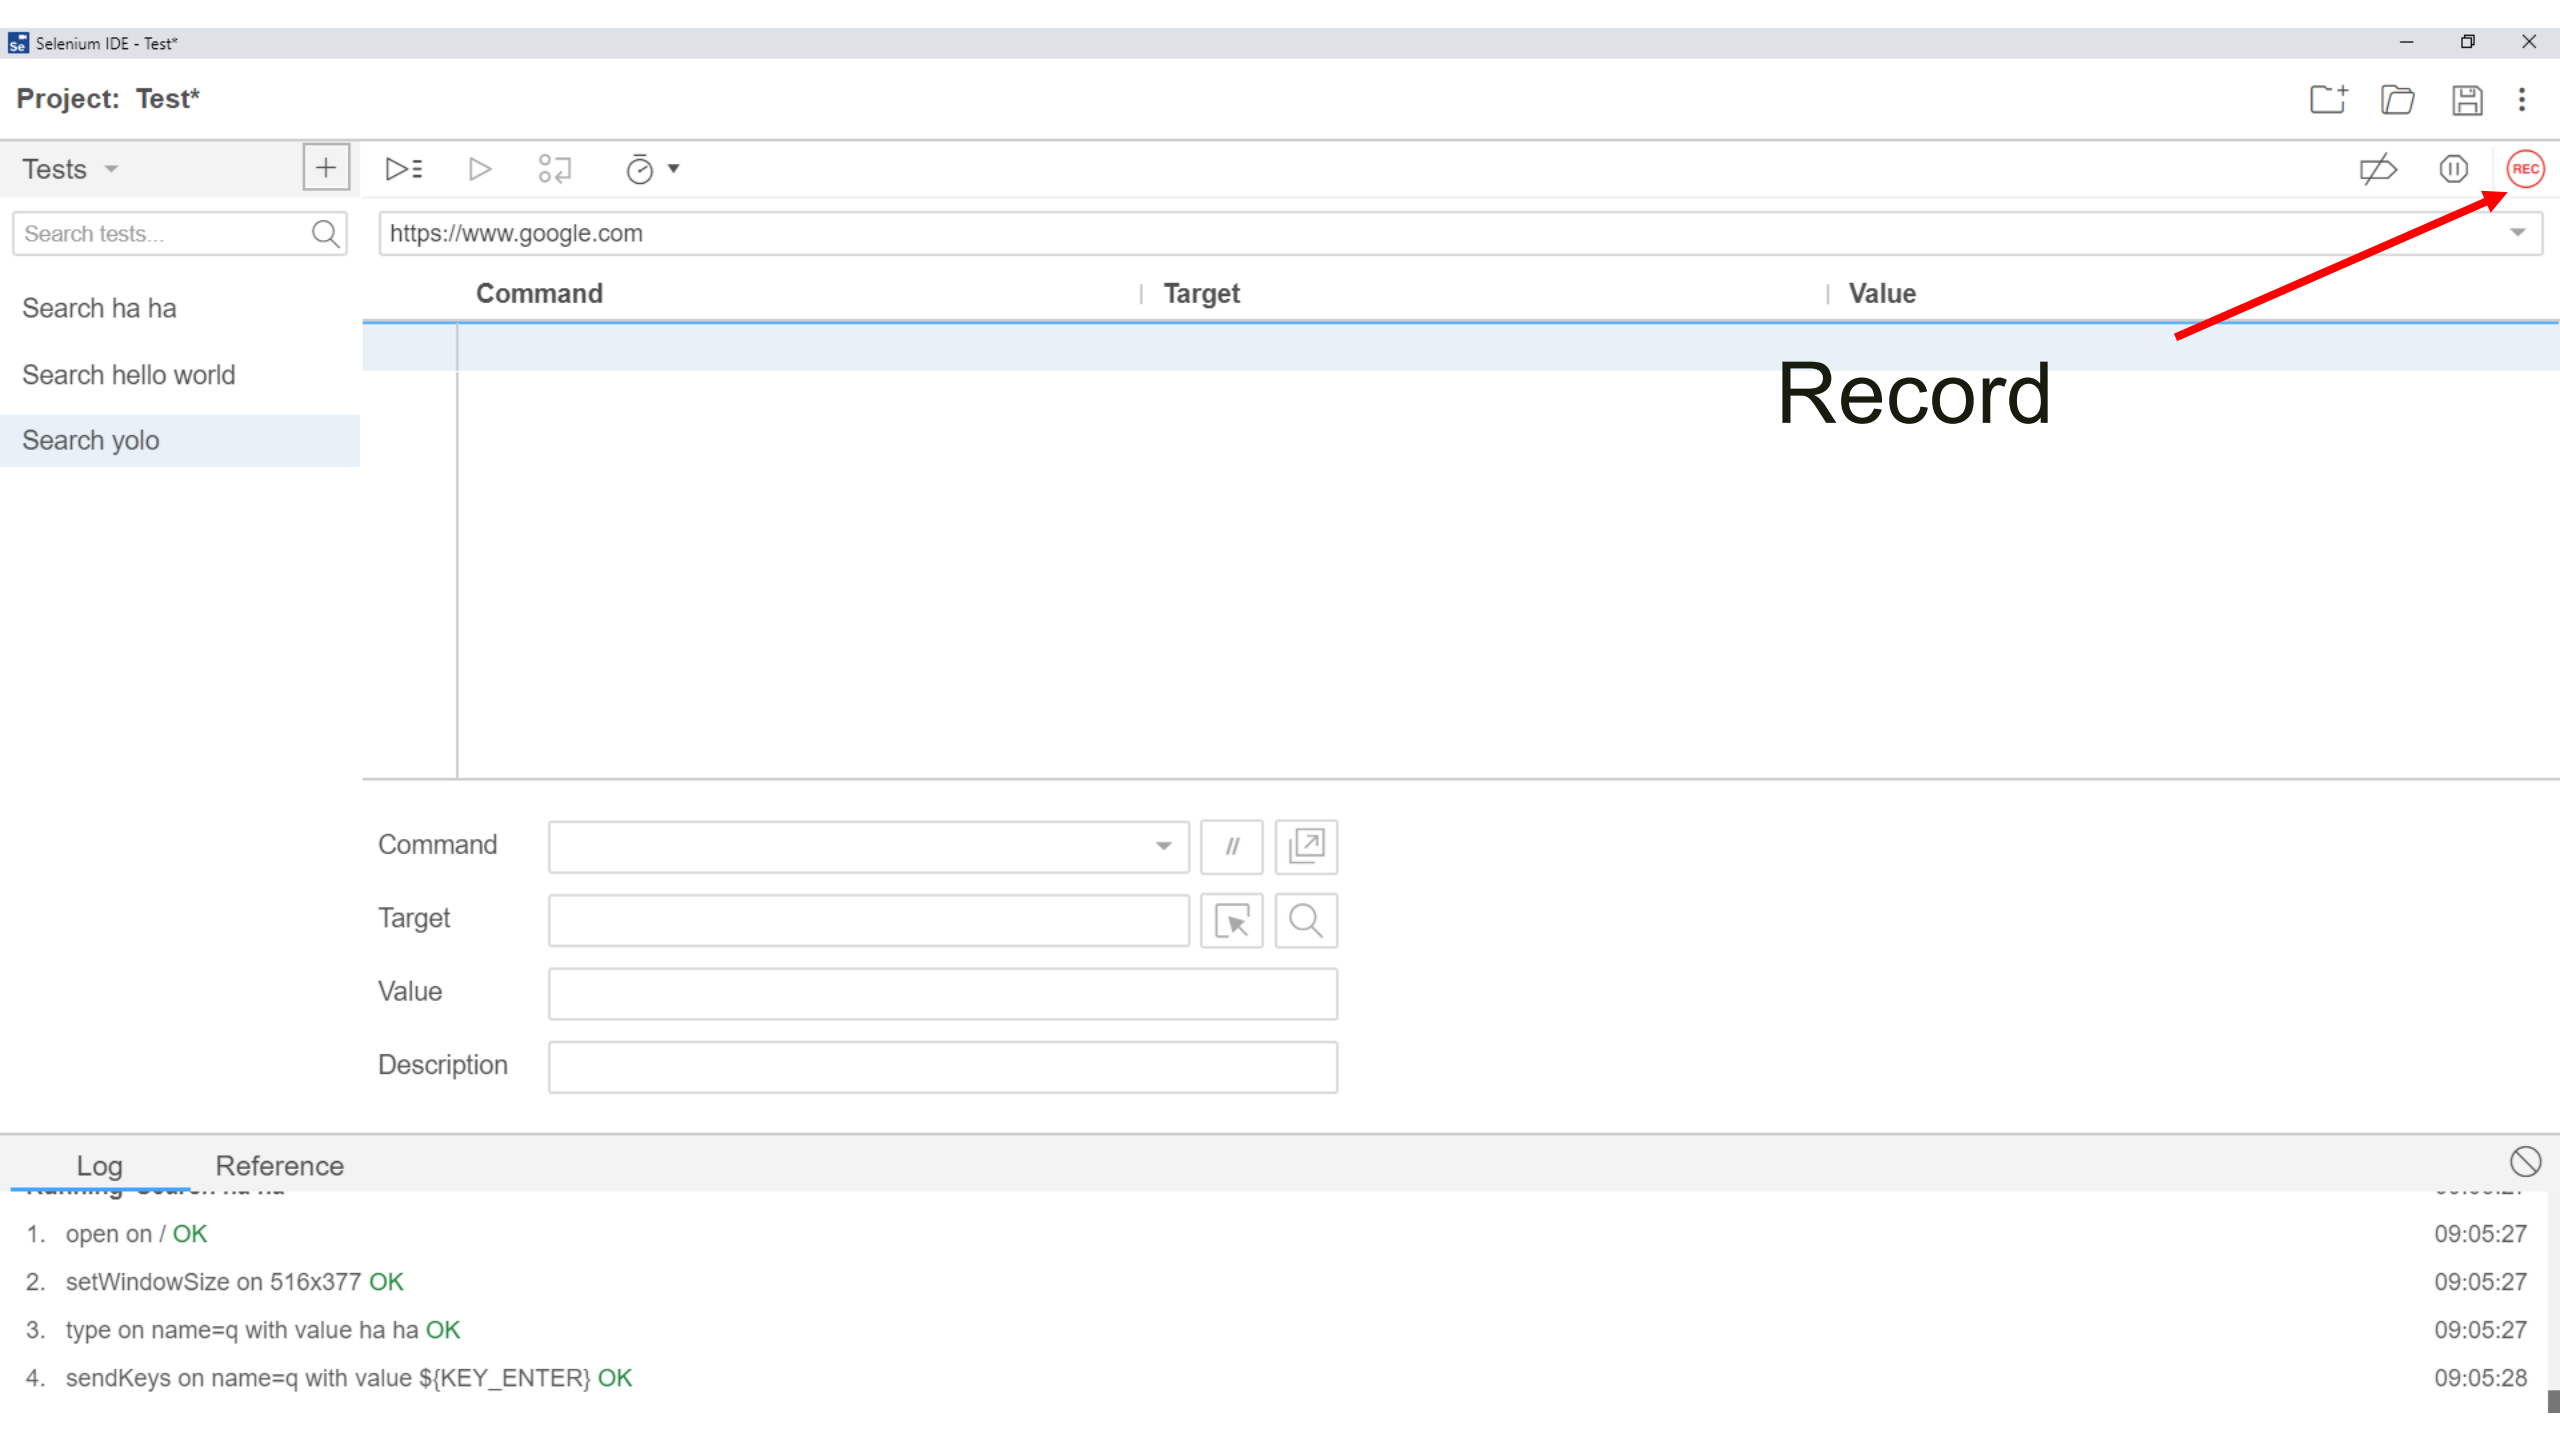 Se Selenium IDE - Test*
Project: Test*
Tests
REC
Search tests...
https://www.google.com
Command Target Value
Search ha ha
Search hello world
Search yolo
Record
Command //
Target
Value
Description
Log Reference
1. open on / OK 09:05:27
2. setWindowSize on 516x377 OK 09:05:27
3. type on name=q with value ha ha OK 09:05:27
4. sendKeys on name=q with value ${KEY_ENTER} OK 09:05:28